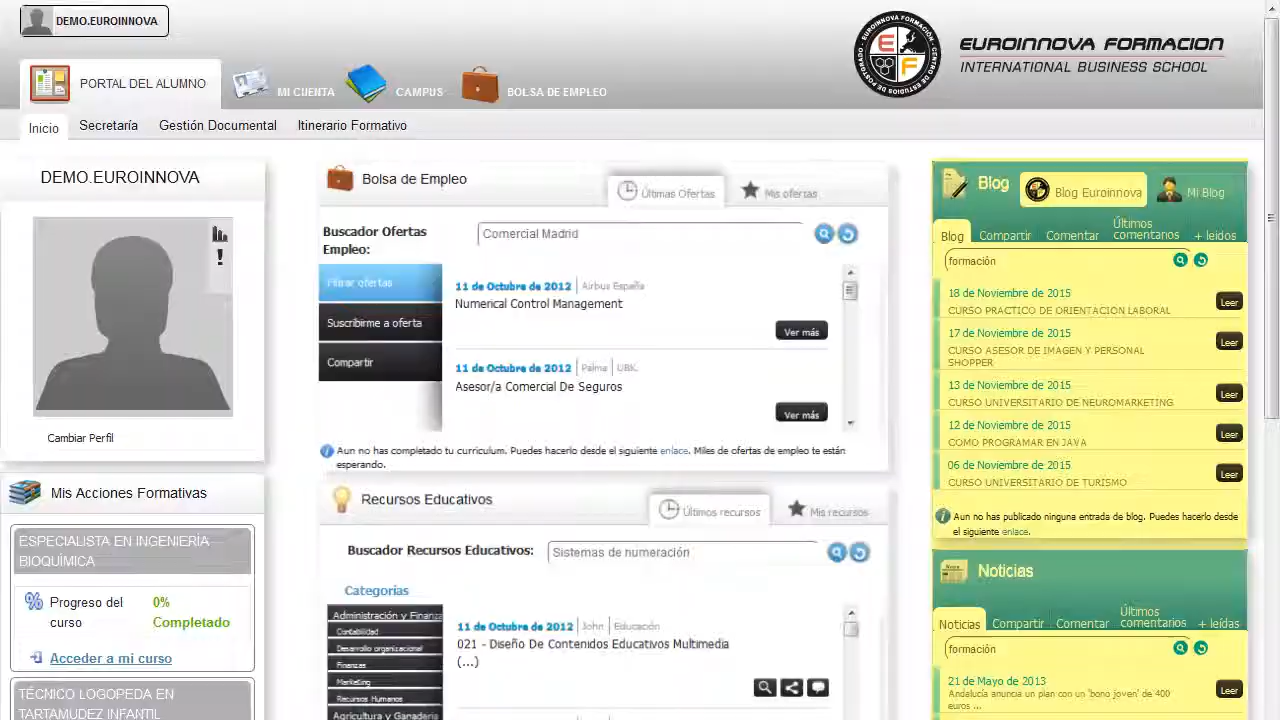 DEMO.EUROINNOVA
EUROINNOVA FORMACION
INTERNATIONAL BUSINESS SCHOOL
EUROINNOVA FORMACIÓN
CENTRO DE ESTUDIOS DE POSTGRADO
E
F
PORTAL DEL ALUMN
MI CUENTA
CAMPUS
BOLSA DE EMPLEO
Inicio
Secretaría
Gestión Documental
Itinerario Formativo
DEMO.EUROINNOVA
Cambiar Perfil
Mis Acciones Formativas
ESPECIALISTA EN INGENIERÍA
BIOQUÍMICA
Progreso del
curso
0%
Completado
Acceder a mi curso
TÉCNICO LOGOPEDA EN
TARTAMUDEZ INFANTIL
Bolsa de Empleo
Últimas Ofertas
Mis ofertas
Buscador Ofertas
Empleo:
Comercial Madrid
Filtrar ofertas
Suscribirme a oferta
Compartir
11 de Octubre de 2012 Airbus España
Numerical Control Management
Ver más
11 de Octubre de 2012 Palma UBK.
Asesor/a Comercial De Seguros
Ver más
Aun no has completado tu curriculum. Puedes hacerlo desde el siguiente enlace. Miles de ofertas de empleo te están
esperando.
Recursos Educativos
Últimos recursos
Mis recursos
Buscador Recursos Educativos:
Sistemas de numeración
Categorías
Administración y Finanza
Contabilidad
Desarrollo organizacional
Finanzas
Marketing
Recursos Humanos
Agricultura y Ganadería
11 de Octubre de 2012 John Educación
021 - Diseño De Contenidos Educativos Multimedia
(...)
Blog
Blog Euroinnova
Mi Blog
Blog
Compartir
Comentar
Últimos
comentarios
+ leídos
formación
18 de Noviembre de 2015
CURSO PRACTICO DE ORIENTACION LABORAL
Leer
17 de Noviembre de 2015
CURSO ASESOR DE IMAGEN Y PERSONAL
SHOPPER
Leer
13 de Noviembre de 2015
CURSO UNIVERSITARIO DE NEUROMARKETING
Leer
12 de Noviembre de 2015
COMO PROGRAMAR EN JAVA
Leer
06 de Noviembre de 2015
CURSO UNIVERSITARIO DE TURISMO
Leer
Aun no has publicado ninguna entrada de blog. Puedes hacerlo desde
el siguiente enlace.
Noticias
Noticias
Compartir
Comentar
Últimos
comentarios
+ leídas
formación
21 de Mayo de 2013
Andalucía anuncia un nuevo 'un bono joven' de 400
euros ...
Leer